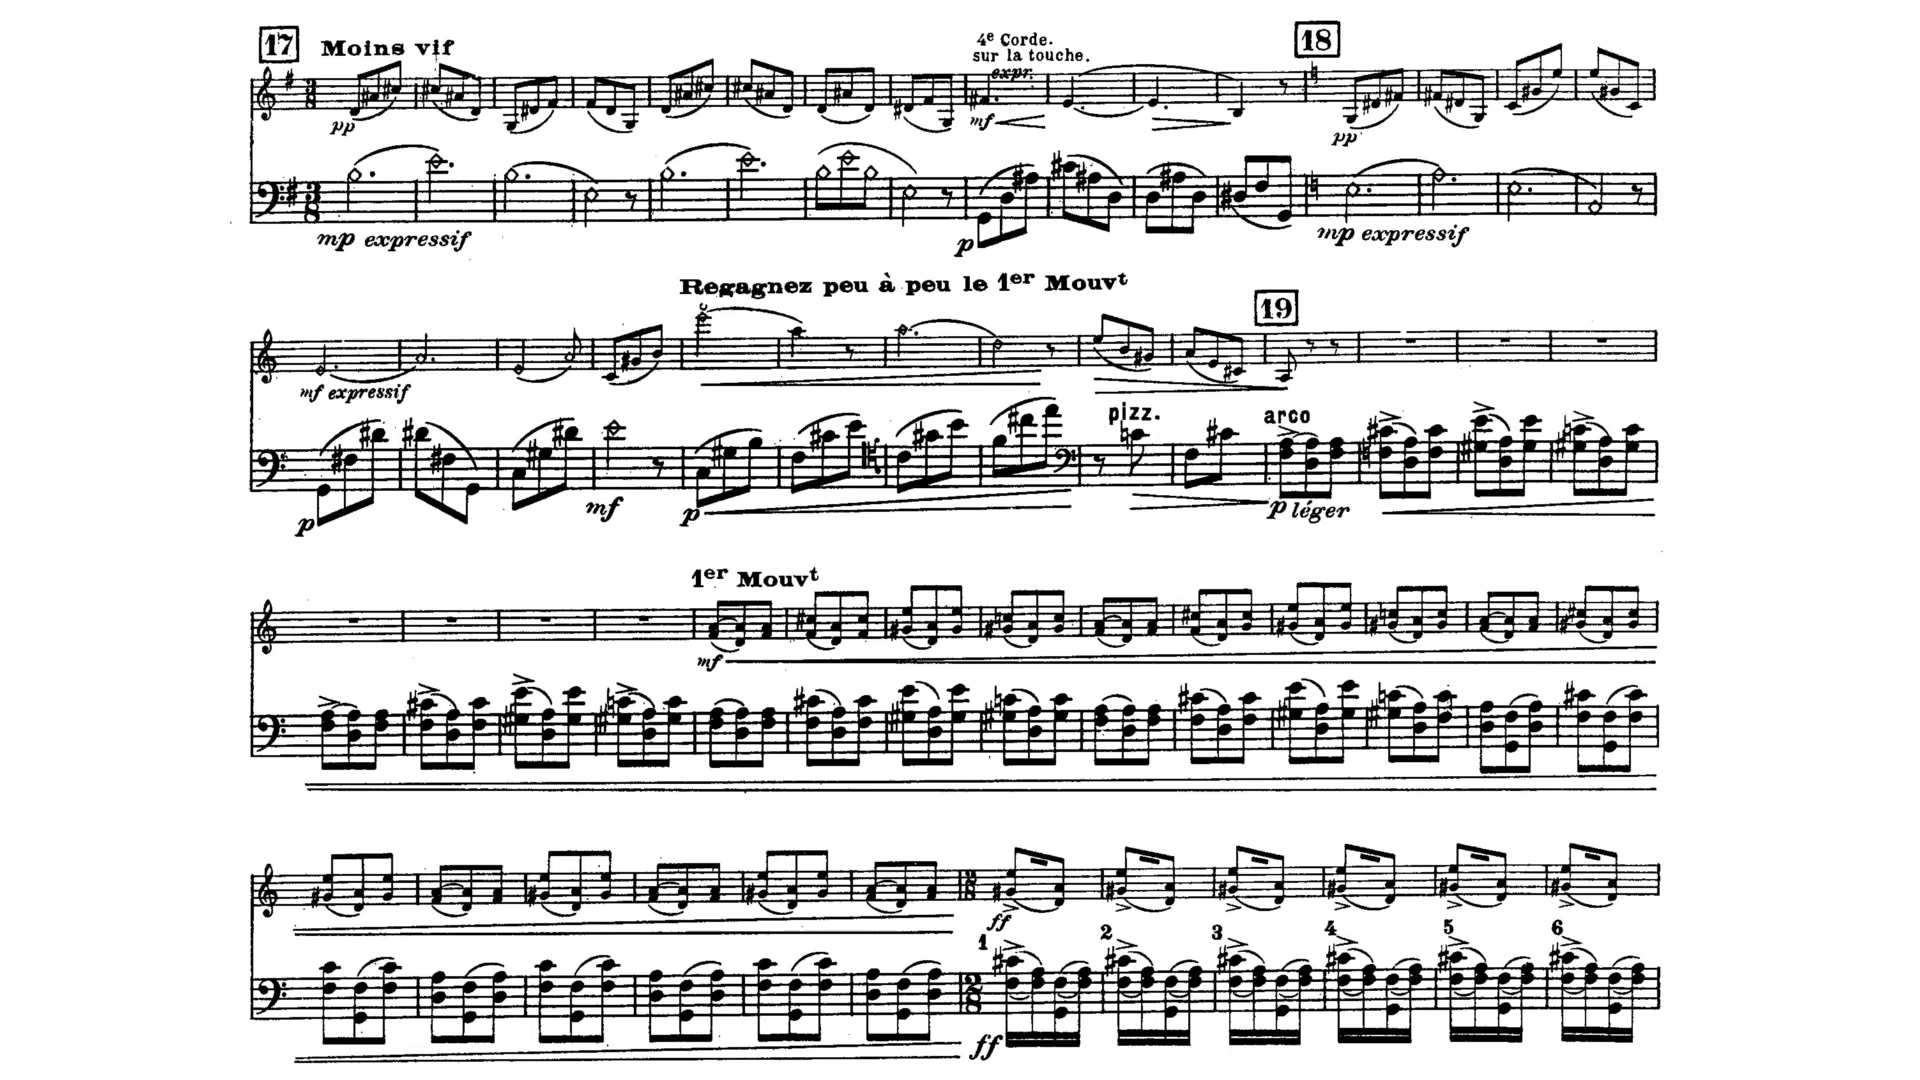 17 Moins vif
4e Corde.
sur la touche.
expr.
18
pp
mf
pp
mp expressif
p
mp expressif
Regagnez peu à peu le 1er Mouvt
19
mf expressif
pizz.
arco
p
mf
p
p léger
1er Mouvt
mf
ff
1 2 3 4 5 6
ff